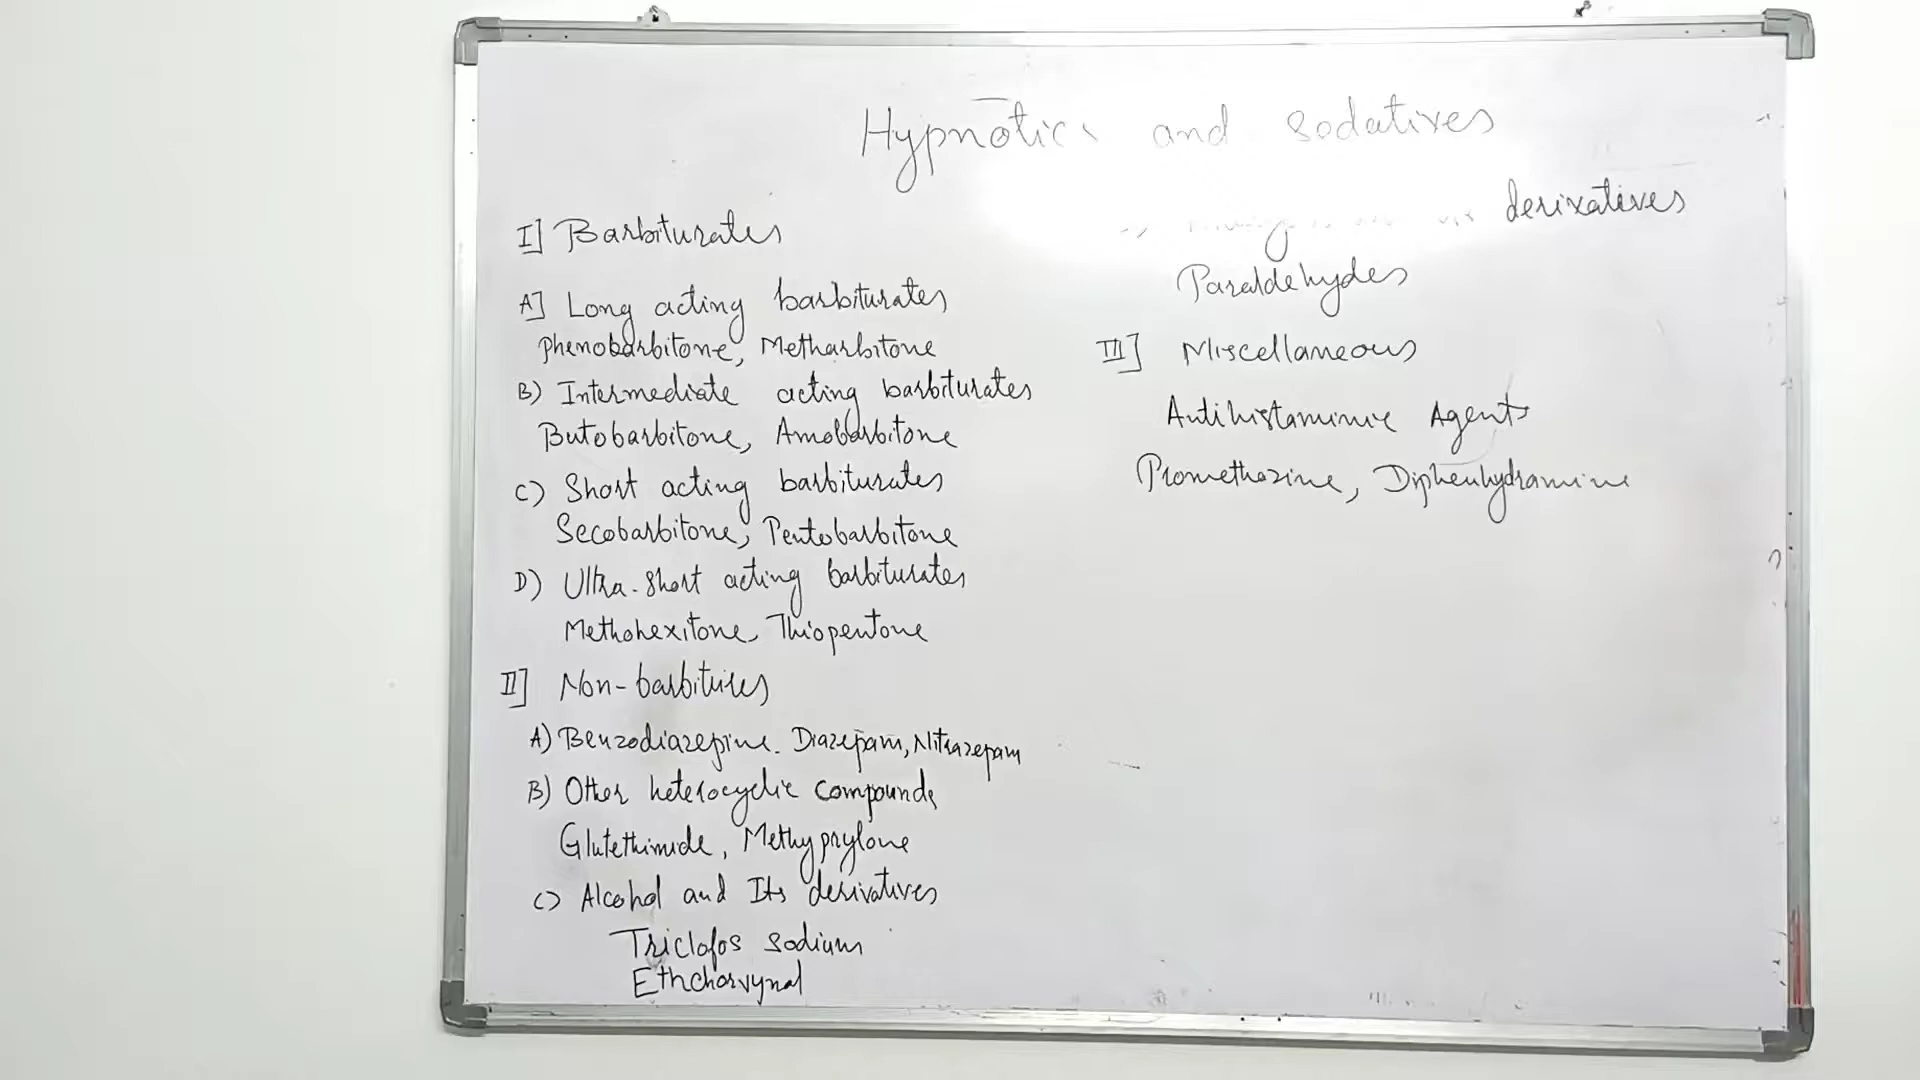 Hypnotics and sedatives
I] Barbiturates
A] Long acting barbiturates
Phenobarbitone, Metharbitone
B) Intermediate acting barbiturates
Butobarbitone, Amobarbitone
C) Short acting barbiturates
Secobarbitone, Pentobarbitone
D) Ultra-short acting barbiturates
Methohexitone, Thiopentone
II] Non-barbitures
A) Benzodiazepine. Diazepam, Nitrazepam
B) Other heterocyclic compounds
Glutethimide, Methyprylone
C) Alcohol and Its derivatives
Triclofos sodium
Ethchorvynal
derivatives
Paraldehydes
III] Miscellaneous
Antihistaminic Agents
Promethazine, Diphenhydramine